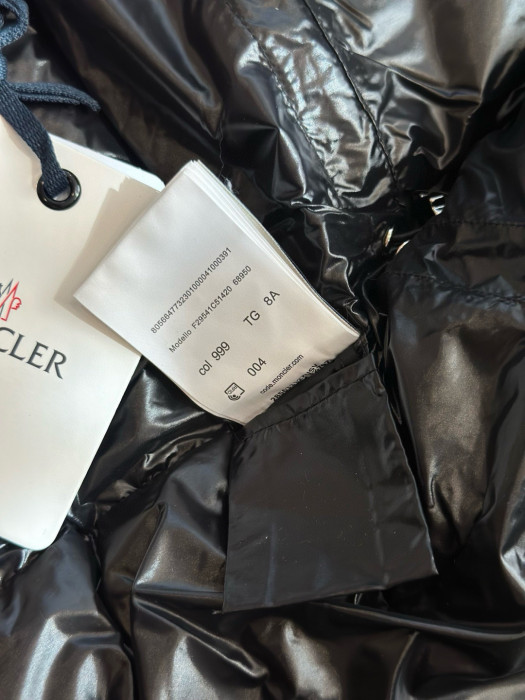 CLER
8056647732301000041000391
Modello F29541C51420 68950
col 999 TG 8A
004
code.moncler.com